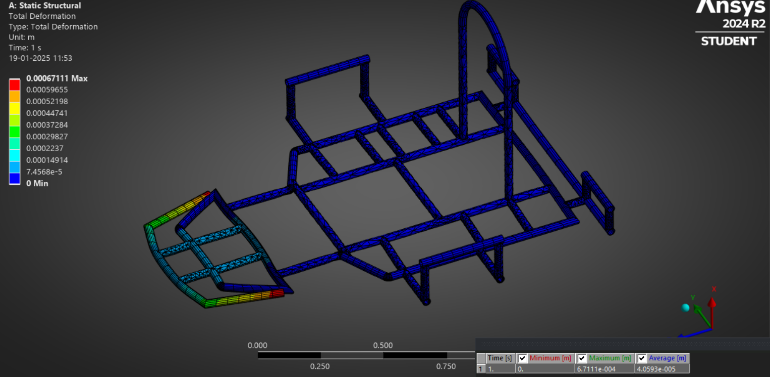 A: Static Structural
Total Deformation
Type: Total Deformation
Unit: m
Time: 1 s
19-01-2025 11:53
Ansys
2024 R2
STUDENT
0.00067111 Max
0.00059655
0.00052198
0.00044741
0.00037284
0.00029827
0.0002237
0.00014914
7.4568e-5
0 Min
X
Y
0.000
0.500
0.250
0.750
Time [s] Minimum [m] Maximum [m] Average [m]
1 1. 0. 6.7111e-004 4.0593e-005